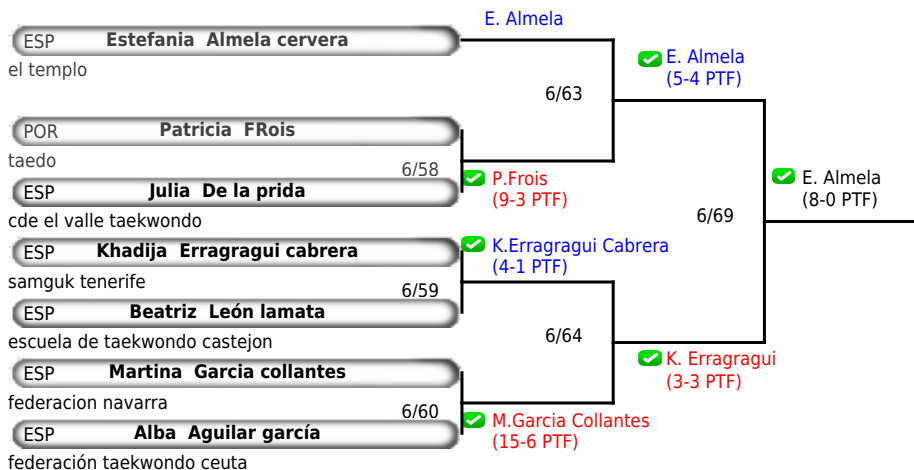 E. Almela
ESP Estefania Almela cervera
el templo
E. Almela
(5-4 PTF)
6/63
POR Patricia FRois
taedo
6/58
P.Frois
(9-3 PTF)
ESP Julia De la prida
cde el valle taekwondo
E. Almela
(8-0 PTF)
6/69
ESP Khadija Erragragui cabrera
samguk tenerife
K.Erragragui Cabrera
(4-1 PTF)
6/59
ESP Beatriz León lamata
escuela de taekwondo castejon
6/64
K. Erragragui
(3-3 PTF)
ESP Martina Garcia collantes
federacion navarra
6/60
M.Garcia Collantes
(15-6 PTF)
ESP Alba Aguilar garcía
federación taekwondo ceuta